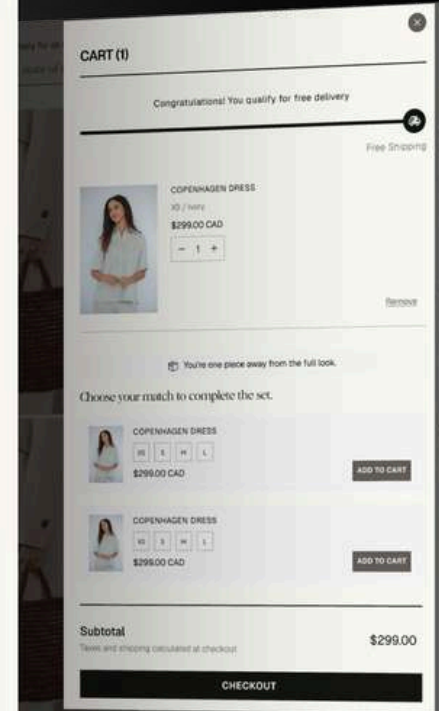 CART (1)
Congratulations! You qualify for free delivery
Free Shipping
COPENHAGEN DRESS
XS / Ivory
$299.00 CAD
− 1 +
Remove
You're one piece away from the full look.
Choose your match to complete the set.
COPENHAGEN DRESS
XS S M L
$299.00 CAD
ADD TO CART
COPENHAGEN DRESS
XS S M L
$299.00 CAD
ADD TO CART
Subtotal
$299.00
Taxes and shipping calculated at checkout
CHECKOUT